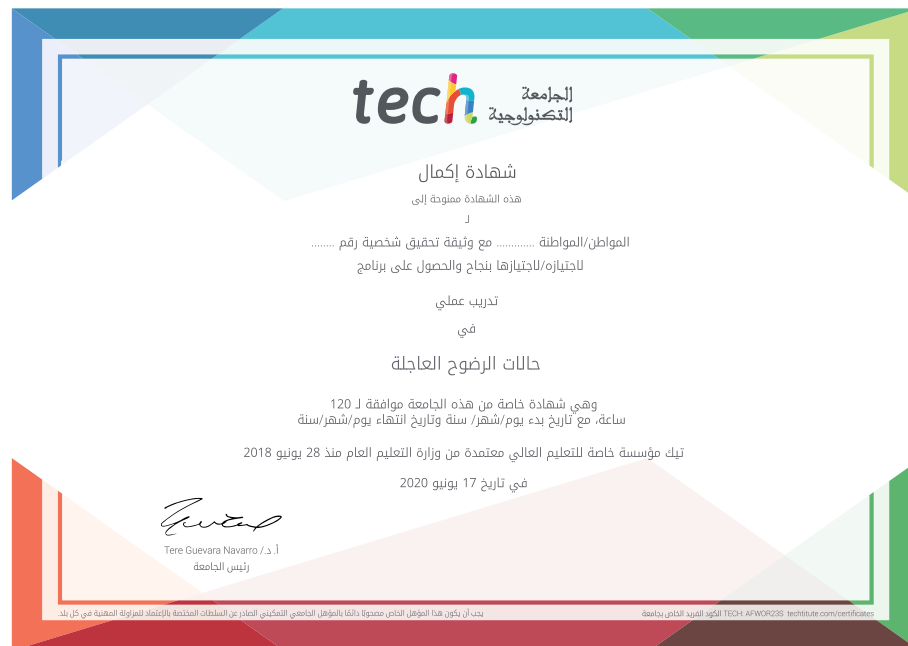 tech الجامعة
التكنولوجية
شهادة إكمال
هذه الشهادة ممنوحة إلى
لـ
المواطن/المواطنة ............ مع وثيقة تحقيق شخصية رقم ........
لاجتيازه/لاجتيازها بنجاح والحصول على برنامج
تدريب عملي
في
حالات الرضوح العاجلة
وهي شهادة خاصة من هذه الجامعة موافقة لـ 120
ساعة، مع تاريخ بدء يوم/شهر/ سنة وتاريخ انتهاء يوم/شهر/سنة
تيك مؤسسة خاصة للتعليم العالي معتمدة من وزارة التعليم العام منذ 28 يونيو 2018
في تاريخ 17 يونيو 2020
أ.د./ Tere Guevara Navarro
رئيس الجامعة
يجب أن يكون هذا المؤهل الخاص مصحوبًا دائمًا بالمؤهل الجامعي التمكيني الصادر عن السلطات المختصة بالإعتماد للمزاولة المهنية في كل بلد.
الكود الفريد الخاص بجامعة TECH: AFWOR23S techtitute.com/certificates